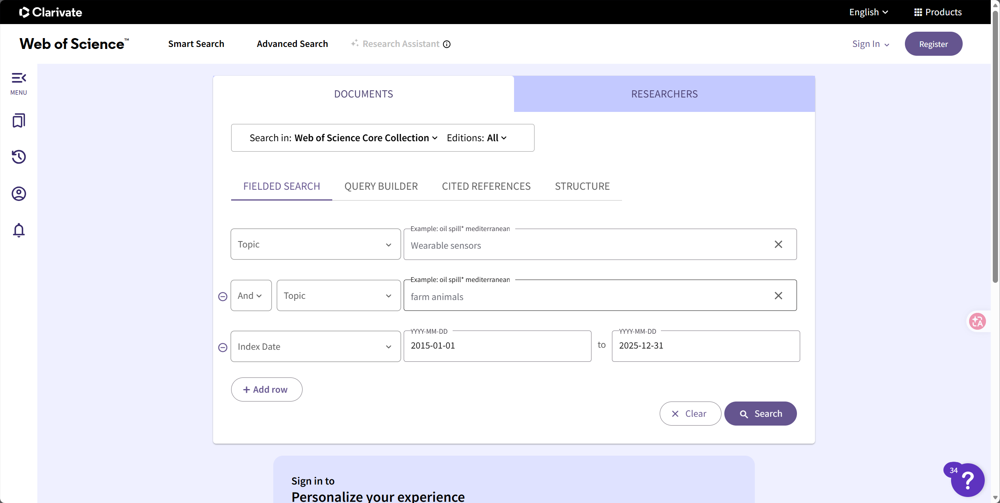 Clarivate
English
Products
Web of Science™
Smart Search
Advanced Search
Research Assistant
Sign In
Register
MENU
DOCUMENTS
RESEARCHERS
Search in: Web of Science Core Collection
Editions: All
FIELDED SEARCH
QUERY BUILDER
CITED REFERENCES
STRUCTURE
Topic
Example: oil spill* mediterranean
Wearable sensors
And
Topic
Example: oil spill* mediterranean
farm animals
Index Date
YYYY-MM-DD
2015-01-01
to
YYYY-MM-DD
2025-12-31
+ Add row
Clear
Search
Sign in to
Personalize your experience
34
?